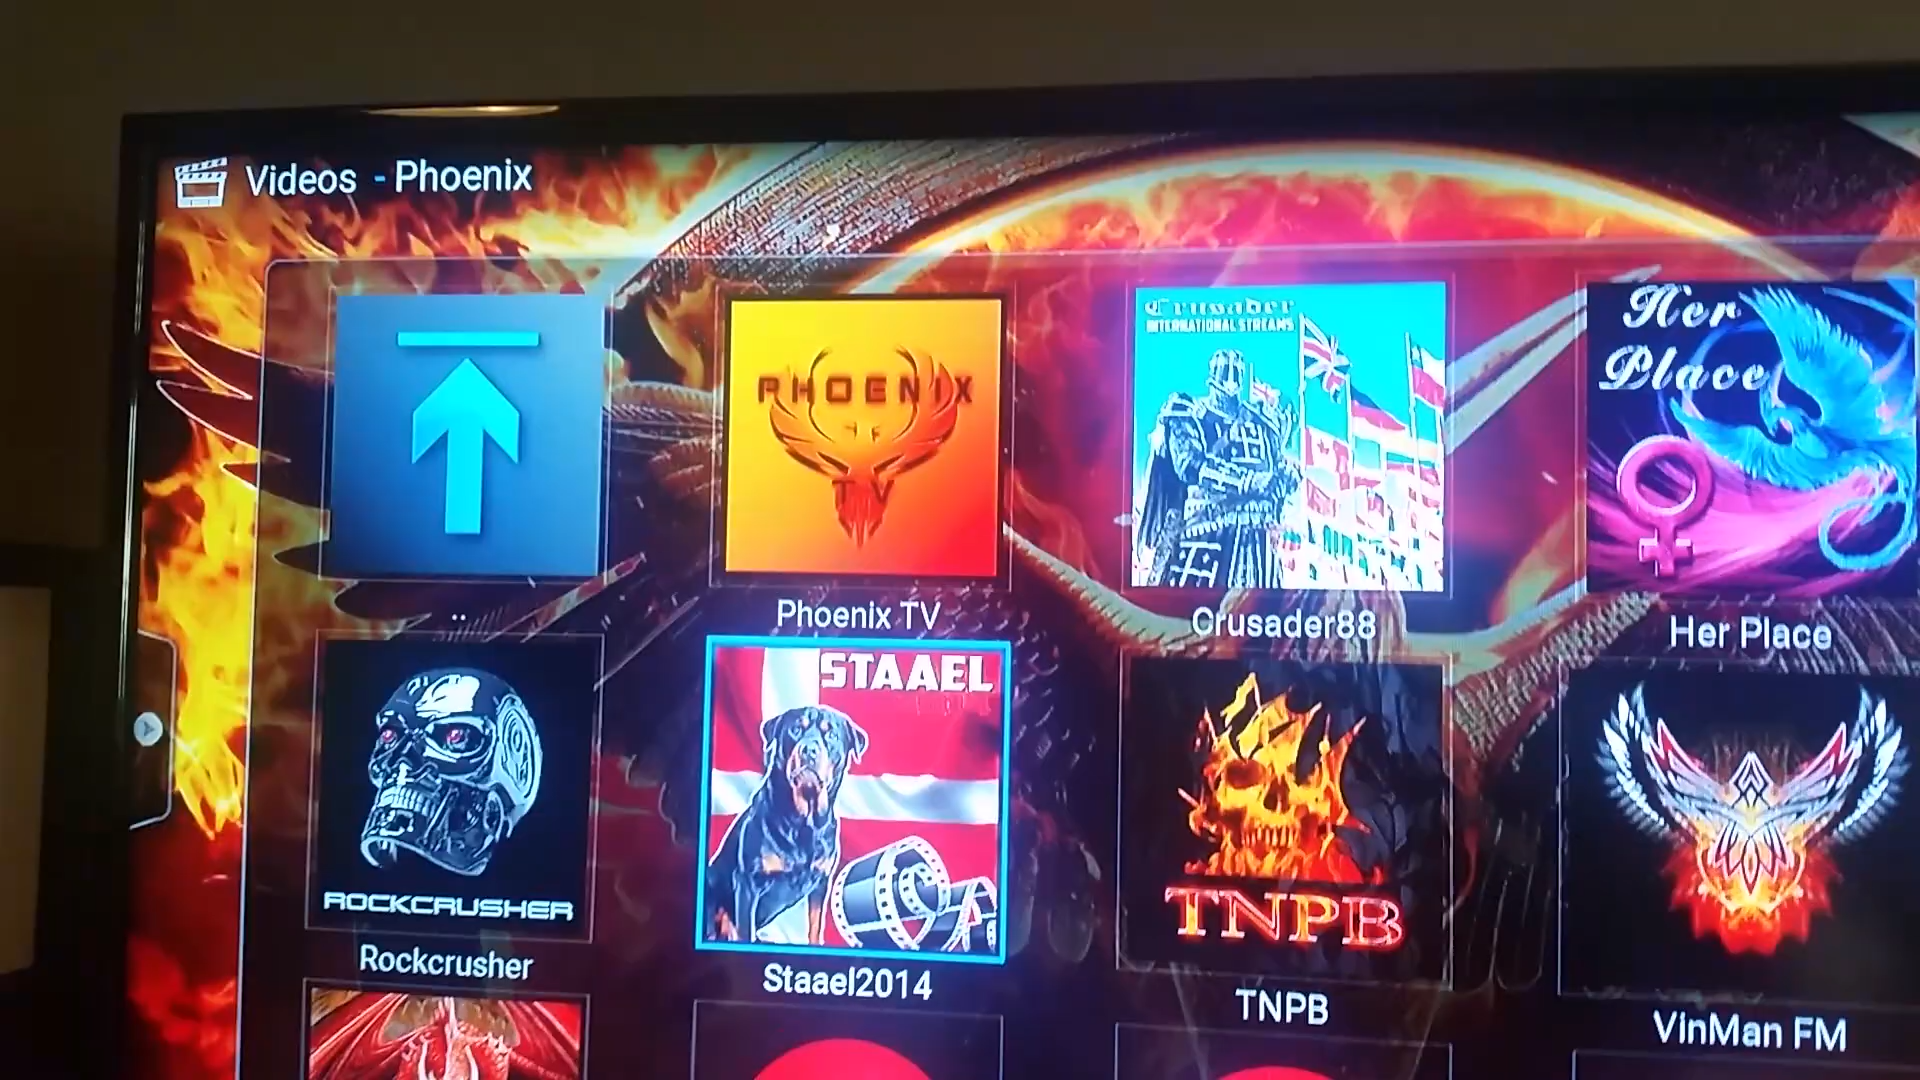 Videos - Phoenix
PHOENIX
TV
Crusader
INTERNATIONAL STREAMS
Her
Place
..
Phoenix TV
Crusader88
Her Place
ROCKCRUSHER
STAAEL
TNPB
Rockcrusher
Staael2014
TNPB
VinMan FM